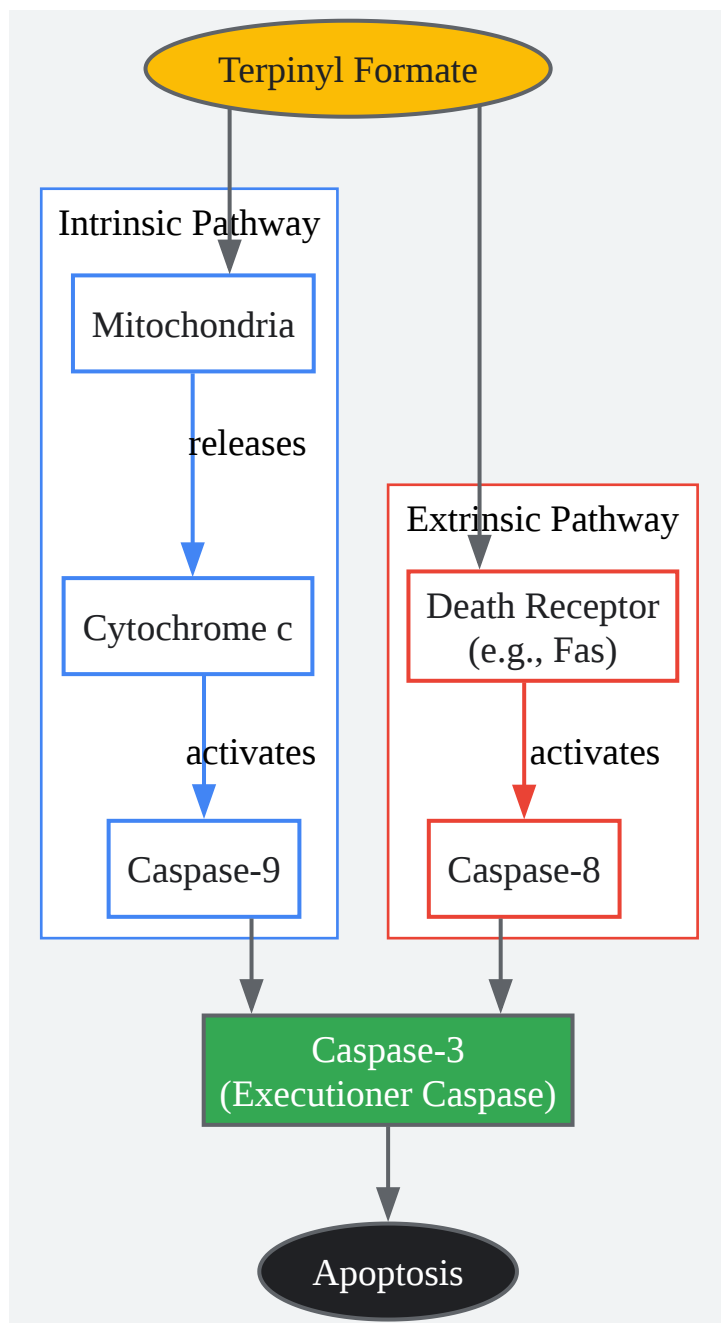 Terpinyl Formate
Intrinsic Pathway
Mitochondria
releases
Cytochrome c
activates
Caspase-9
Extrinsic Pathway
Death Receptor
(e.g., Fas)
activates
Caspase-8
Caspase-3
(Executioner Caspase)
Apoptosis